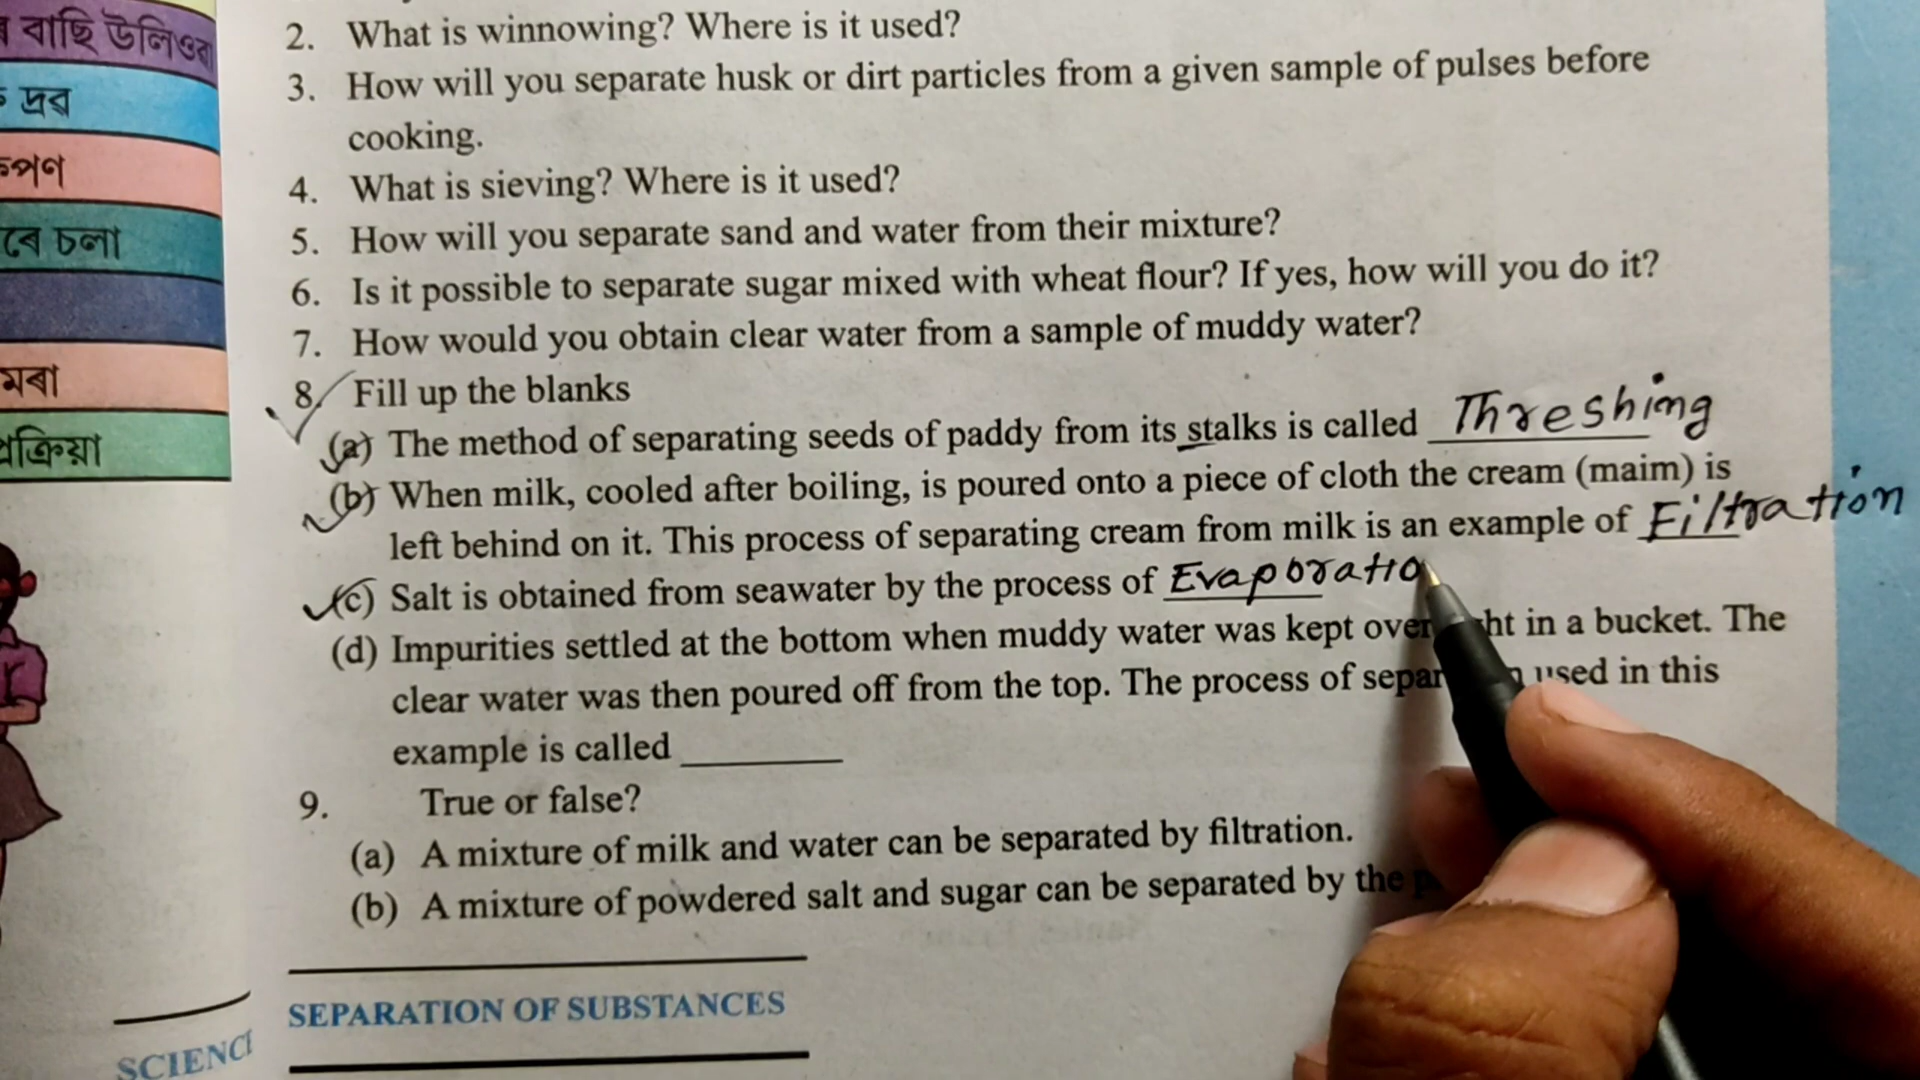 বাছি উলিওৱা
দ্ৰৱ
চলা
প্ৰক্ৰিয়া
SCIENC
2. What is winnowing? Where is it used?
3. How will you separate husk or dirt particles from a given sample of pulses before
cooking.
4. What is sieving? Where is it used?
5. How will you separate sand and water from their mixture?
6. Is it possible to separate sugar mixed with wheat flour? If yes, how will you do it?
7. How would you obtain clear water from a sample of muddy water?
8. Fill up the blanks
(a) The method of separating seeds of paddy from its stalks is called Threshing
(b) When milk, cooled after boiling, is poured onto a piece of cloth the cream (maim) is
left behind on it. This process of separating cream from milk is an example of Filtration
(c) Salt is obtained from seawater by the process of Evaporatio
(d) Impurities settled at the bottom when muddy water was kept over ht in a bucket. The
clear water was then poured off from the top. The process of separ used in this
example is called ________
9. True or false?
(a) A mixture of milk and water can be separated by filtration.
(b) A mixture of powdered salt and sugar can be separated by the
SEPARATION OF SUBSTANCES